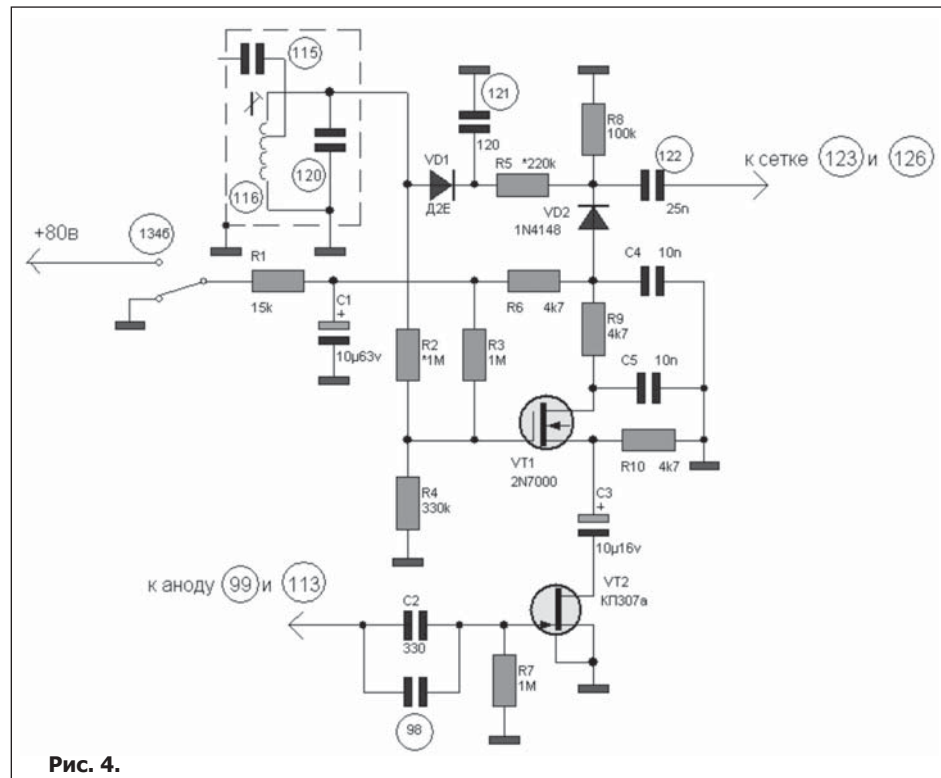 115
121
120
VD1
Д2Е
R5 *220k
R8
100k
122
25n
к сетке 123 и 126
120
116
VD2
1N4148
+80в
134б
R1
15k
C1
+
10µ63v
R6 4k7
C4 10n
R2
*1M
R3
1M
R9
4k7
C5 10n
VT1
2N7000
R10 4k7
R4
330k
C3
+
10µ16v
к аноду 99 и 113
C2
330
VT2
КП307а
R7
1M
98
Рис. 4.